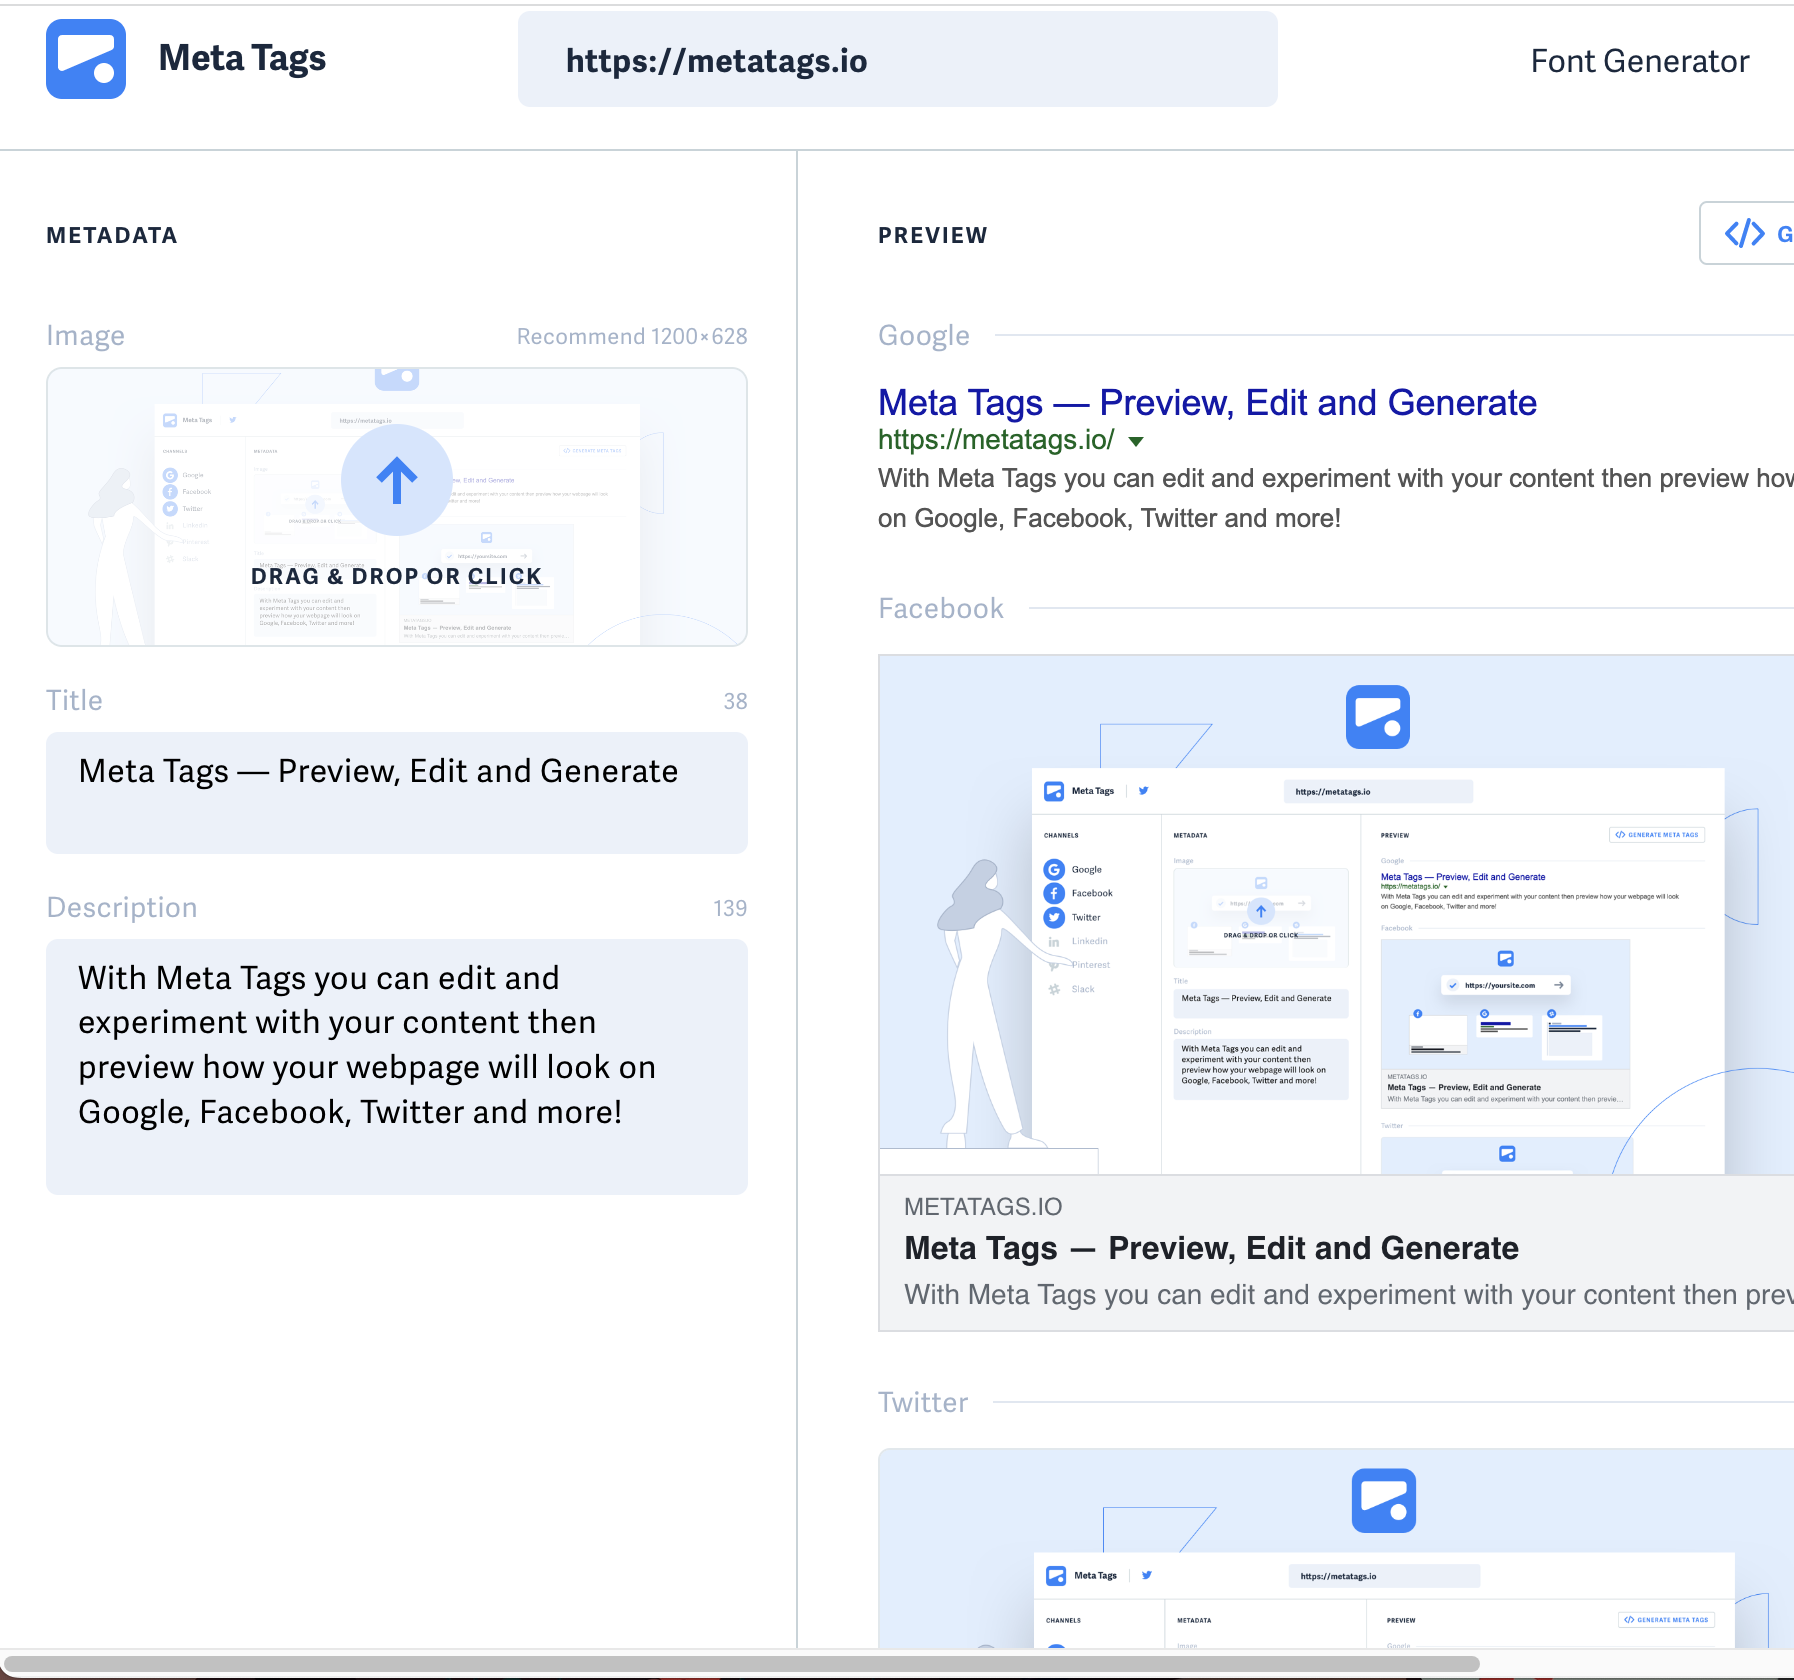 Meta Tags
https://metatags.io
Font Generator
METADATA
Image
Recommend 1200×628
DRAG & DROP OR CLICK
Title
38
Meta Tags — Preview, Edit and Generate
Description
139
With Meta Tags you can edit and
experiment with your content then
preview how your webpage will look on
Google, Facebook, Twitter and more!
PREVIEW
</> G
Google
Meta Tags — Preview, Edit and Generate
https://metatags.io/
With Meta Tags you can edit and experiment with your content then preview how
on Google, Facebook, Twitter and more!
Facebook
Meta Tags
https://metatags.io
CHANNELS
Google
Facebook
Twitter
Linkedin
Pinterest
Slack
METADATA
Image
DRAG & DROP OR CLICK
Title
Meta Tags — Preview, Edit and Generate
Description
With Meta Tags you can edit and
experiment with your content then
preview how your webpage will look on
Google, Facebook, Twitter and more!
PREVIEW
</> GENERATE META TAGS
Google
Meta Tags — Preview, Edit and Generate
https://metatags.io/
With Meta Tags you can edit and experiment with your content then preview how your webpage will look
on Google, Facebook, Twitter and more!
Facebook
https://yoursite.com
METATAGS.IO
Meta Tags — Preview, Edit and Generate
With Meta Tags you can edit and experiment with your content then previe...
Twitter
METATAGS.IO
Meta Tags — Preview, Edit and Generate
With Meta Tags you can edit and experiment with your content then prev
Twitter
Meta Tags
https://metatags.io
CHANNELS
METADATA
Image
PREVIEW
</> GENERATE META TAGS
Google